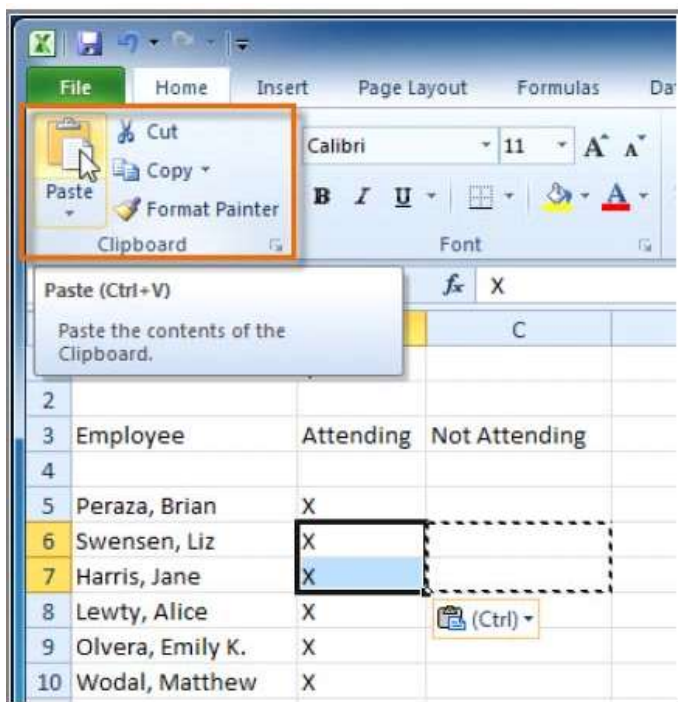 File Home Insert Page Layout Formulas Da
Cut
Copy
Paste
Format Painter
Clipboard
Calibri 11 A A
B I U A
Font
Paste (Ctrl+V)
Paste the contents of the
Clipboard.
fx X
C
2
3 Employee Attending Not Attending
4
5 Peraza, Brian X
6 Swensen, Liz X
7 Harris, Jane X
8 Lewty, Alice X
(Ctrl)
9 Olvera, Emily K. X
10 Wodal, Matthew X